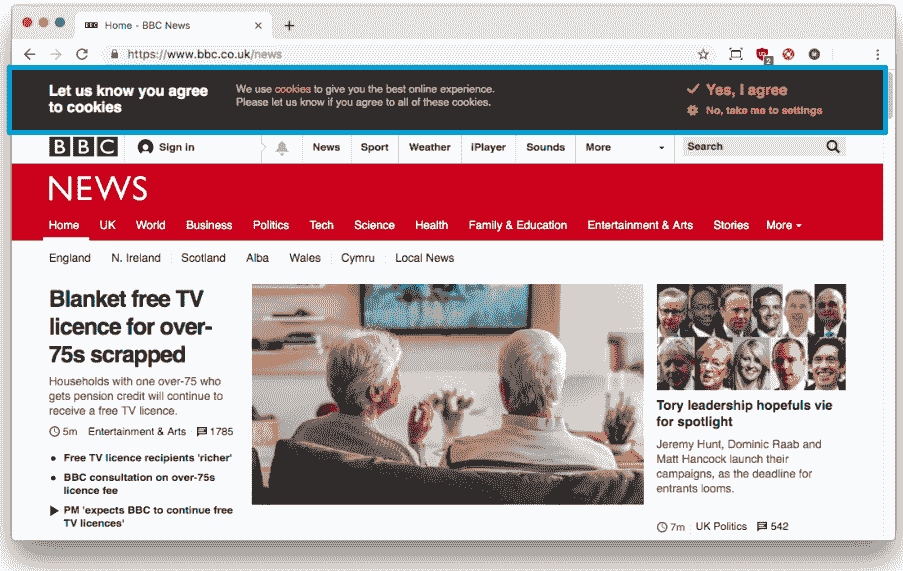 Home - BBC News
https://www.bbc.co.uk/news
2
Let us know you agree
to cookies
We use cookies to give you the best online experience.
Please let us know if you agree to all of these cookies.
Yes, I agree
No, take me to settings
BBC Sign in News Sport Weather iPlayer Sounds More Search
NEWS
Home UK World Business Politics Tech Science Health Family & Education Entertainment & Arts Stories More
England N. Ireland Scotland Alba Wales Cymru Local News
Blanket free TV
licence for over-
75s scrapped
Households with one over-75 who
gets pension credit will continue to
receive a free TV licence.
5m Entertainment & Arts 1785
Free TV licence recipients 'richer'
BBC consultation on over-75s
licence fee
PM 'expects BBC to continue free
TV licences'
Tory leadership hopefuls vie
for spotlight
Jeremy Hunt, Dominic Raab and
Matt Hancock launch their
campaigns, as the deadline for
entrants looms.
7m UK Politics 542